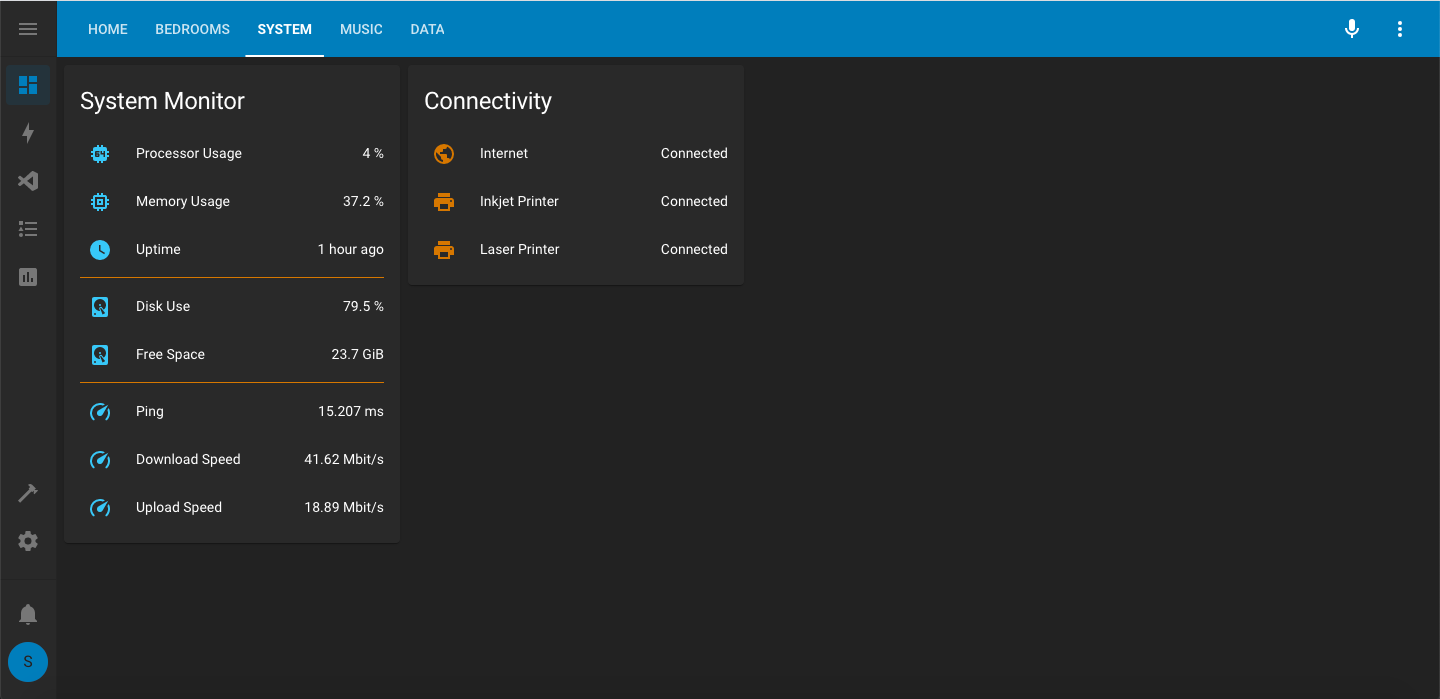 HOME BEDROOMS SYSTEM MUSIC DATA
System Monitor
Processor Usage 4 %
Memory Usage 37.2 %
Uptime 1 hour ago
Disk Use 79.5 %
Free Space 23.7 GiB
Ping 15.207 ms
Download Speed 41.62 Mbit/s
Upload Speed 18.89 Mbit/s
Connectivity
Internet Connected
Inkjet Printer Connected
Laser Printer Connected
S